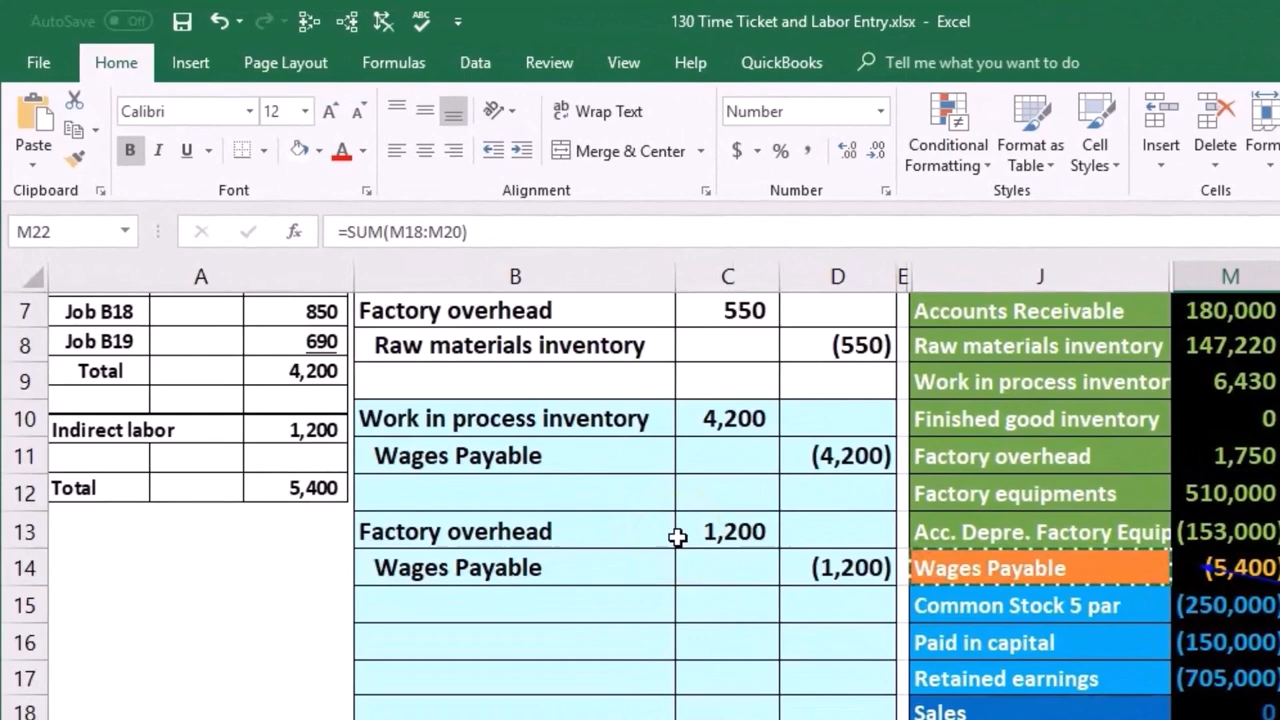 AutoSave Off 130 Time Ticket and Labor Entry.xlsx - Excel
File Home Insert Page Layout Formulas Data Review View Help QuickBooks Tell me what you want to do
Calibri 12 A A ab Wrap Text Number
Paste B I U A Merge & Center $ % , .00 Conditional Formatting Format as Table Cell Styles Insert Delete Form
Clipboard Font Alignment Number Styles Cells
M22 fx =SUM(M18:M20)
A B C D E J M
7 Job B18 850 Factory overhead 550 Accounts Receivable 180,000
8 Job B19 690 Raw materials inventory (550) Raw materials inventory 147,220
9 Total 4,200 Work in process inventor 6,430
10 Work in process inventory 4,200 Finished good inventory 0
Indirect labor 1,200
11 Wages Payable (4,200) Factory overhead 1,750
12 Total 5,400 Factory equipments 510,000
13 Factory overhead 1,200 Acc. Depre. Factory Equip (153,000)
14 Wages Payable (1,200) Wages Payable (5,400)
15 Common Stock 5 par (250,000)
16 Paid in capital (150,000)
17 Retained earnings (705,000)
18 Sales 0